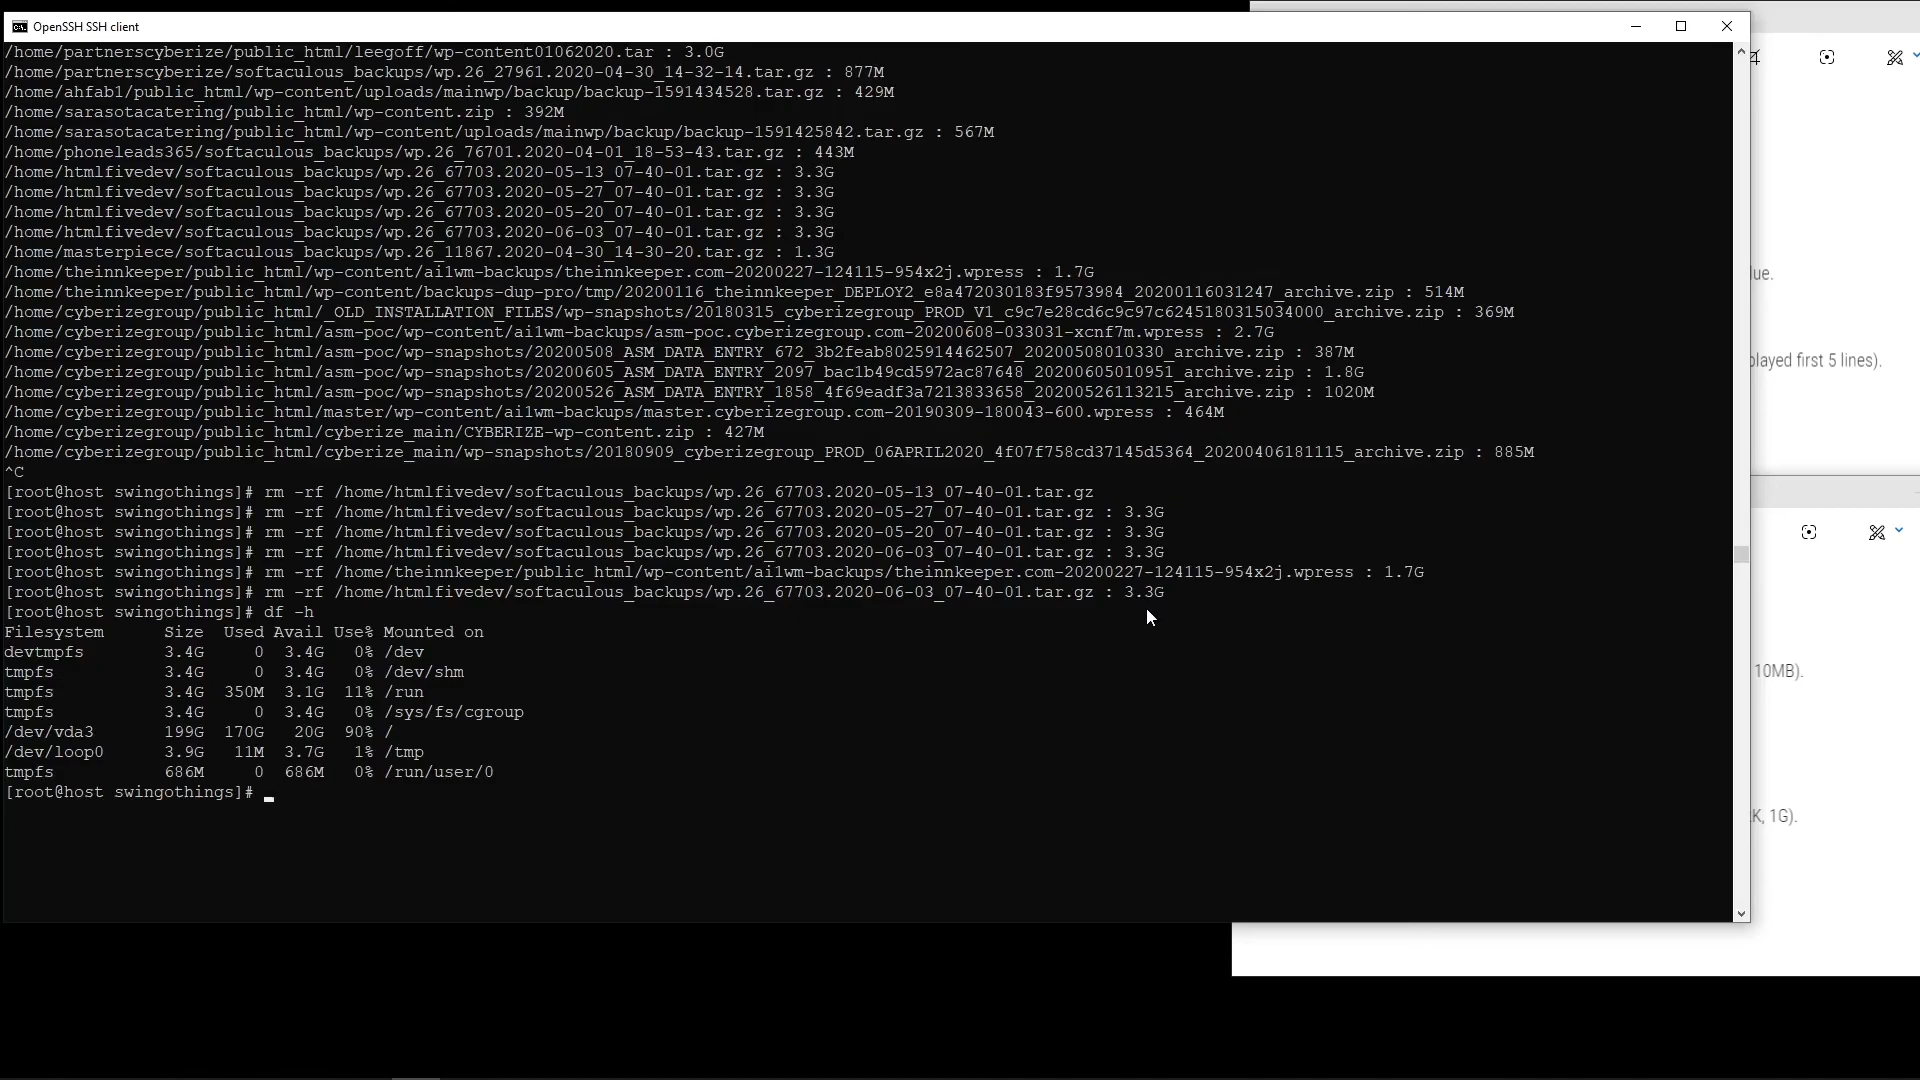 OpenSSH SSH client
/home/partnerscyberize/public_html/leegoff/wp-content01062020.tar : 3.0G
/home/partnerscyberize/softaculous_backups/wp.26_27961.2020-04-30_14-32-14.tar.gz : 877M
/home/ahfab1/public_html/wp-content/uploads/mainwp/backup/backup-1591434528.tar.gz : 429M
/home/sarasotacatering/public_html/wp-content.zip : 392M
/home/sarasotacatering/public_html/wp-content/uploads/mainwp/backup/backup-1591425842.tar.gz : 567M
/home/phoneleads365/softaculous_backups/wp.26_76701.2020-04-01_18-53-43.tar.gz : 443M
/home/htmlfivedev/softaculous_backups/wp.26_67703.2020-05-13_07-40-01.tar.gz : 3.3G
/home/htmlfivedev/softaculous_backups/wp.26_67703.2020-05-27_07-40-01.tar.gz : 3.3G
/home/htmlfivedev/softaculous_backups/wp.26_67703.2020-05-20_07-40-01.tar.gz : 3.3G
/home/htmlfivedev/softaculous_backups/wp.26_67703.2020-06-03_07-40-01.tar.gz : 3.3G
/home/masterpiece/softaculous_backups/wp.26_11867.2020-04-30_14-30-20.tar.gz : 1.3G
/home/theinnkeeper/public_html/wp-content/ai1wm-backups/theinnkeeper.com-20200227-124115-954x2j.wpress : 1.7G
/home/theinnkeeper/public_html/wp-content/backups-dup-pro/tmp/20200116_theinnkeeper_DEPLOY2_e8a472030183f9573984_20200116031247_archive.zip : 514M
/home/cyberizegroup/public_html/_OLD_INSTALLATION_FILES/wp-snapshots/20180315_cyberizegroup_PROD_V1_c9c7e28cd6c9c97c6245180315034000_archive.zip : 369M
/home/cyberizegroup/public_html/asm-poc/wp-content/ai1wm-backups/asm-poc.cyberizegroup.com-20200608-033031-xcnf7m.wpress : 2.7G
/home/cyberizegroup/public_html/asm-poc/wp-snapshots/20200508_ASM_DATA_ENTRY_672_3b2feab8025914462507_20200508010330_archive.zip : 387M
/home/cyberizegroup/public_html/asm-poc/wp-snapshots/20200605_ASM_DATA_ENTRY_2097_bac1b49cd5972ac87648_20200605010951_archive.zip : 1.8G
/home/cyberizegroup/public_html/asm-poc/wp-snapshots/20200526_ASM_DATA_ENTRY_1858_4f69eadf3a7213833658_20200526113215_archive.zip : 1020M
/home/cyberizegroup/public_html/master/wp-content/ai1wm-backups/master.cyberizegroup.com-20190309-180043-600.wpress : 464M
/home/cyberizegroup/public_html/cyberize_main/CYBERIZE-wp-content.zip : 427M
/home/cyberizegroup/public_html/cyberize_main/wp-snapshots/20180909_cyberizegroup_PROD_06APRIL2020_4f07f758cd37145d5364_20200406181115_archive.zip : 885M
^C
[root@host swingothings]# rm -rf /home/htmlfivedev/softaculous_backups/wp.26_67703.2020-05-13_07-40-01.tar.gz
[root@host swingothings]# rm -rf /home/htmlfivedev/softaculous_backups/wp.26_67703.2020-05-27_07-40-01.tar.gz : 3.3G
[root@host swingothings]# rm -rf /home/htmlfivedev/softaculous_backups/wp.26_67703.2020-05-20_07-40-01.tar.gz : 3.3G
[root@host swingothings]# rm -rf /home/htmlfivedev/softaculous_backups/wp.26_67703.2020-06-03_07-40-01.tar.gz : 3.3G
[root@host swingothings]# rm -rf /home/theinnkeeper/public_html/wp-content/ai1wm-backups/theinnkeeper.com-20200227-124115-954x2j.wpress : 1.7G
[root@host swingothings]# rm -rf /home/htmlfivedev/softaculous_backups/wp.26_67703.2020-06-03_07-40-01.tar.gz : 3.3G
[root@host swingothings]# df -h
Filesystem      Size  Used Avail Use% Mounted on
devtmpfs        3.4G     0  3.4G   0% /dev
tmpfs           3.4G     0  3.4G   0% /dev/shm
tmpfs           3.4G  350M  3.1G  11% /run
tmpfs           3.4G     0  3.4G   0% /sys/fs/cgroup
/dev/vda3       199G  170G   20G  90% /
/dev/loop0      3.9G   11M  3.7G   1% /tmp
tmpfs           686M     0  686M   0% /run/user/0
[root@host swingothings]#
lue.
played first 5 lines).
10MB).
K, 1G).